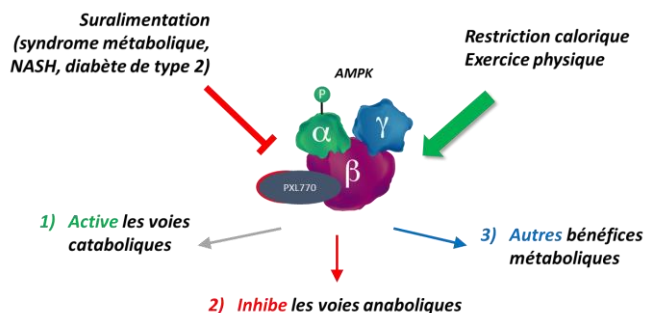 Suralimentation
(syndrome métabolique,
NASH, diabète de type 2)
Restriction calorique
Exercice physique
AMPK
P
α
γ
β
PXL770
1) Active les voies
cataboliques
3) Autres bénéfices
métaboliques
2) Inhibe les voies anaboliques